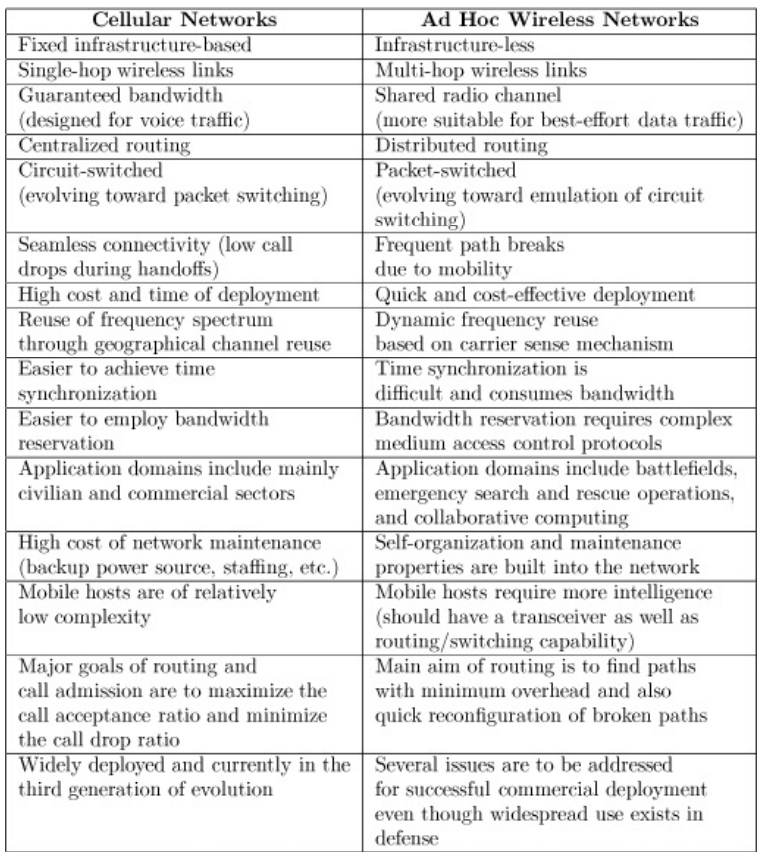 Cellular Networks
Ad Hoc Wireless Networks
Fixed infrastructure-based
Infrastructure-less
Single-hop wireless links
Multi-hop wireless links
Guaranteed bandwidth
(designed for voice traffic)
Shared radio channel
(more suitable for best-effort data traffic)
Centralized routing
Distributed routing
Circuit-switched
(evolving toward packet switching)
Packet-switched
(evolving toward emulation of circuit
switching)
Seamless connectivity (low call
drops during handoffs)
Frequent path breaks
due to mobility
High cost and time of deployment
Quick and cost-effective deployment
Reuse of frequency spectrum
through geographical channel reuse
Dynamic frequency reuse
based on carrier sense mechanism
Easier to achieve time
synchronization
Time synchronization is
difficult and consumes bandwidth
Easier to employ bandwidth
reservation
Bandwidth reservation requires complex
medium access control protocols
Application domains include mainly
civilian and commercial sectors
Application domains include battlefields,
emergency search and rescue operations,
and collaborative computing
High cost of network maintenance
(backup power source, staffing, etc.)
Self-organization and maintenance
properties are built into the network
Mobile hosts are of relatively
low complexity
Mobile hosts require more intelligence
(should have a transceiver as well as
routing/switching capability)
Major goals of routing and
call admission are to maximize the
call acceptance ratio and minimize
the call drop ratio
Main aim of routing is to find paths
with minimum overhead and also
quick reconfiguration of broken paths
Widely deployed and currently in the
third generation of evolution
Several issues are to be addressed
for successful commercial deployment
even though widespread use exists in
defense